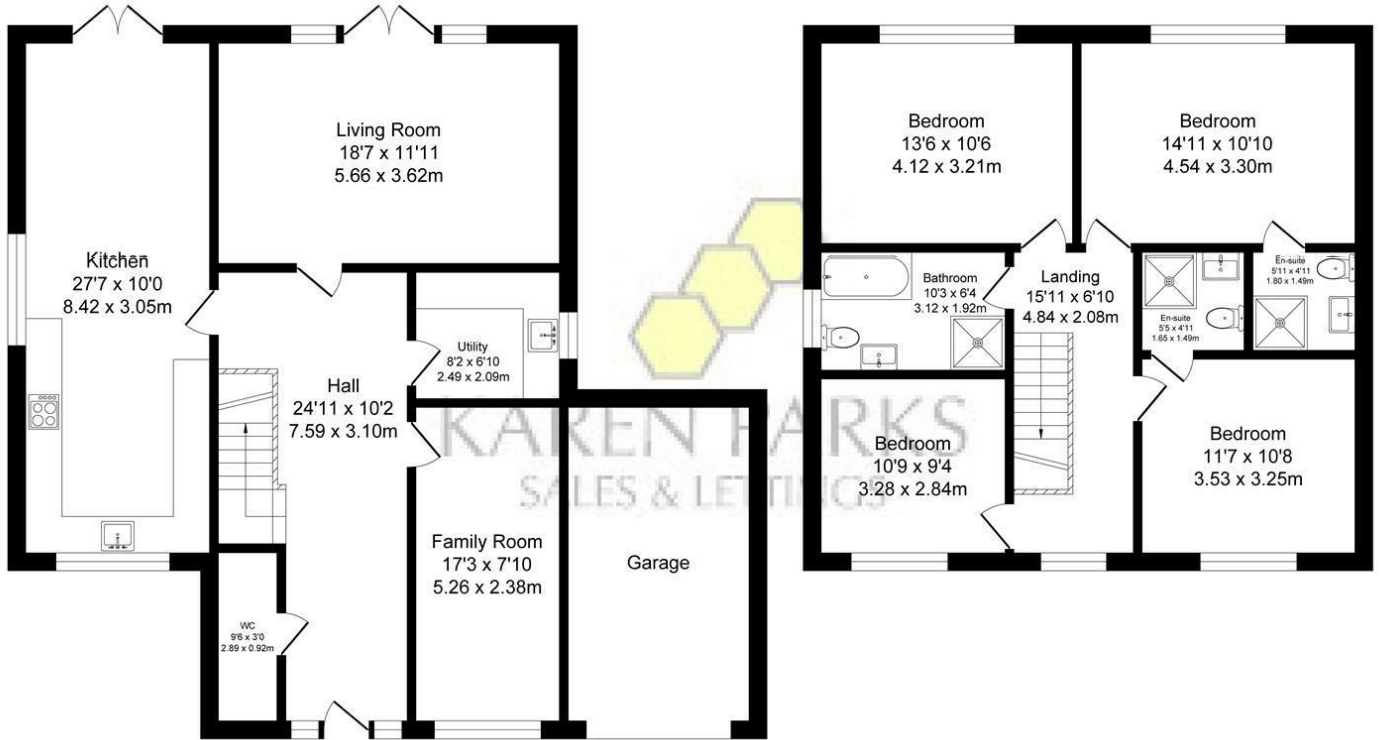 Living Room
18'7 x 11'11
5.66 x 3.62m
Kitchen
27'7 x 10'0
8.42 x 3.05m
Utility
8'2 x 6'10
2.49 x 2.09m
Hall
24'11 x 10'2
7.59 x 3.10m
Family Room
17'3 x 7'10
5.26 x 2.38m
Garage
WC
9'6 x 3'0
2.89 x 0.92m
KAREN PARKS
SALES & LETTINGS
Bedroom
13'6 x 10'6
4.12 x 3.21m
Bedroom
14'11 x 10'10
4.54 x 3.30m
Bathroom
10'3 x 6'4
3.12 x 1.92m
Landing
15'11 x 6'10
4.84 x 2.08m
En-suite
5'5 x 4'11
1.65 x 1.49m
En-suite
5'11 x 4'11
1.80 x 1.49m
Bedroom
10'9 x 9'4
3.28 x 2.84m
Bedroom
11'7 x 10'8
3.53 x 3.25m